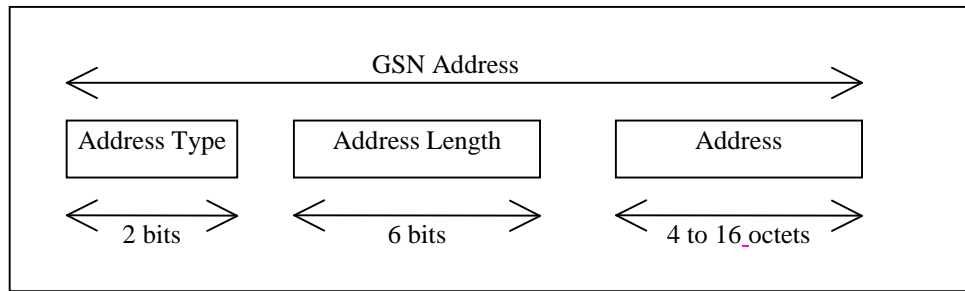 GSN Address
Address Type Address Length Address
2 bits 6 bits 4 to 16 octets